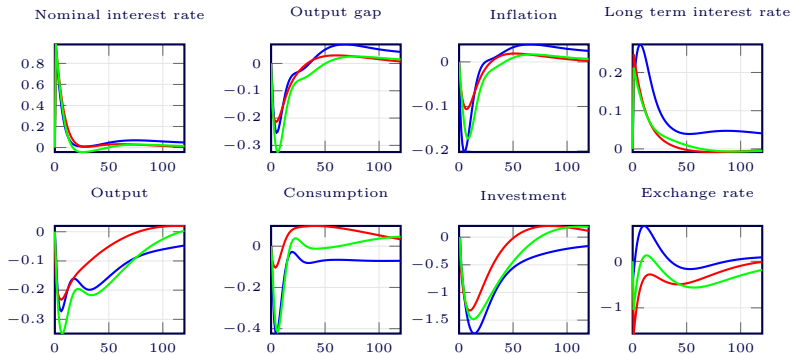 Nominal interest rate
Output gap
Inflation
Long term interest rate
0.8
0.6
0.4
0.2
0
0 50 100
0
−0.1
−0.2
−0.3
0 50 100
0
−0.1
−0.2
0 50 100
0.2
0.1
0
0 50 100
Output
Consumption
Investment
Exchange rate
0
−0.1
−0.2
−0.3
0 50 100
0
−0.2
−0.4
0 50 100
0
−0.5
−1
−1.5
0 50 100
0
−1
0 50 100